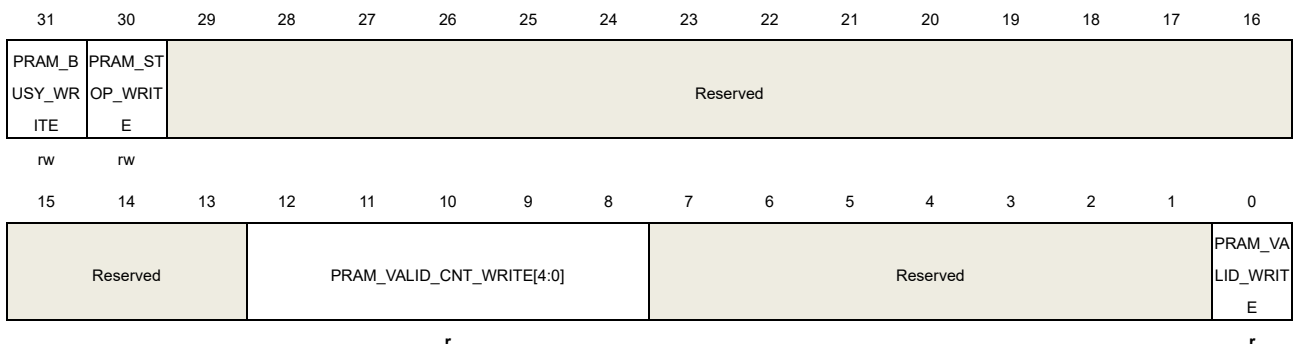 31 30 29 28 27 26 25 24 23 22 21 20 19 18 17 16
PRAM_B PRAM_ST
USY_WR OP_WRIT Reserved
ITE E
rw rw
15 14 13 12 11 10 9 8 7 6 5 4 3 2 1 0
PRAM_VA
Reserved PRAM_VALID_CNT_WRITE[4:0] Reserved LID_WRIT
E
r r